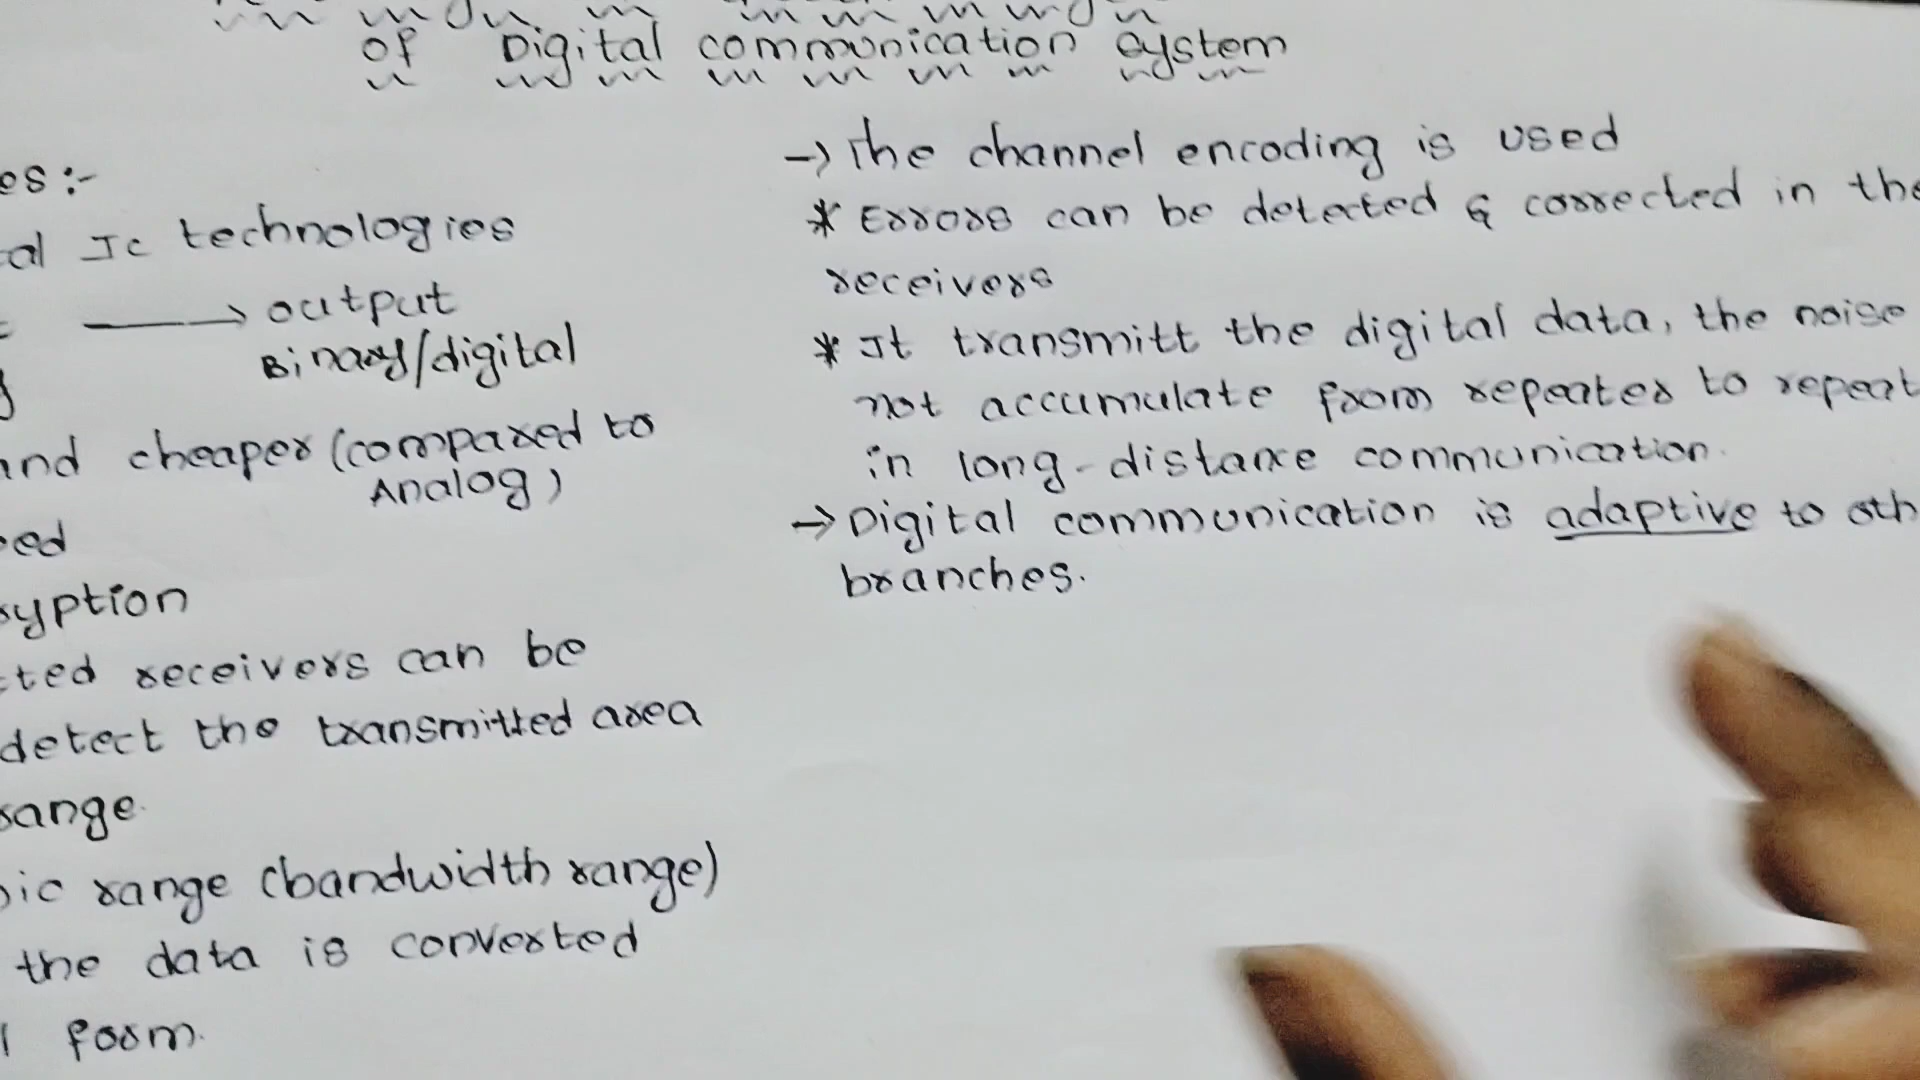 of Digital communication system
es :-
al Ic technologies
output
Binary/digital
and cheaper (compared to
Analog)
ed
yption
ted receivers can be
detect the transmitted area
range.
ic range (bandwidth range)
the data is converted
form.
→ The channel encoding is used
* Errors can be detected & corrected in the
receivers
* It transmitt the digital data, the noise
not accumulate from repeater to repeat
in long-distance communication.
→ Digital communication is adaptive to oth
branches.